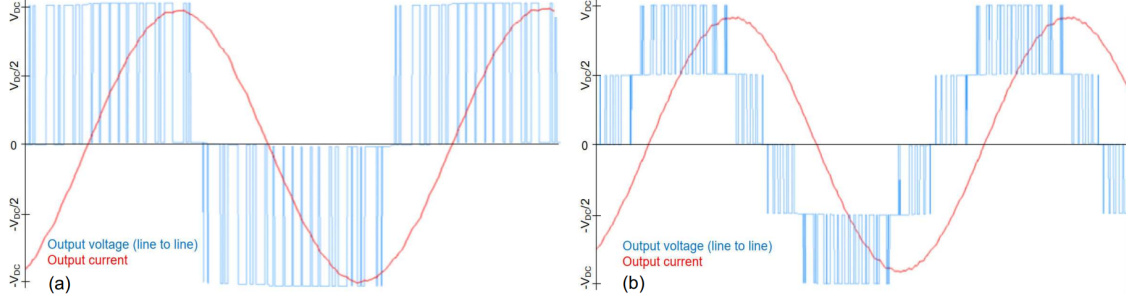 V_DC
V_DC/2
0
-V_DC/2
-V_DC
Output voltage (line to line)
Output current
(a)
V_DC
V_DC/2
0
-V_DC/2
-V_DC
Output voltage (line to line)
Output current
(b)